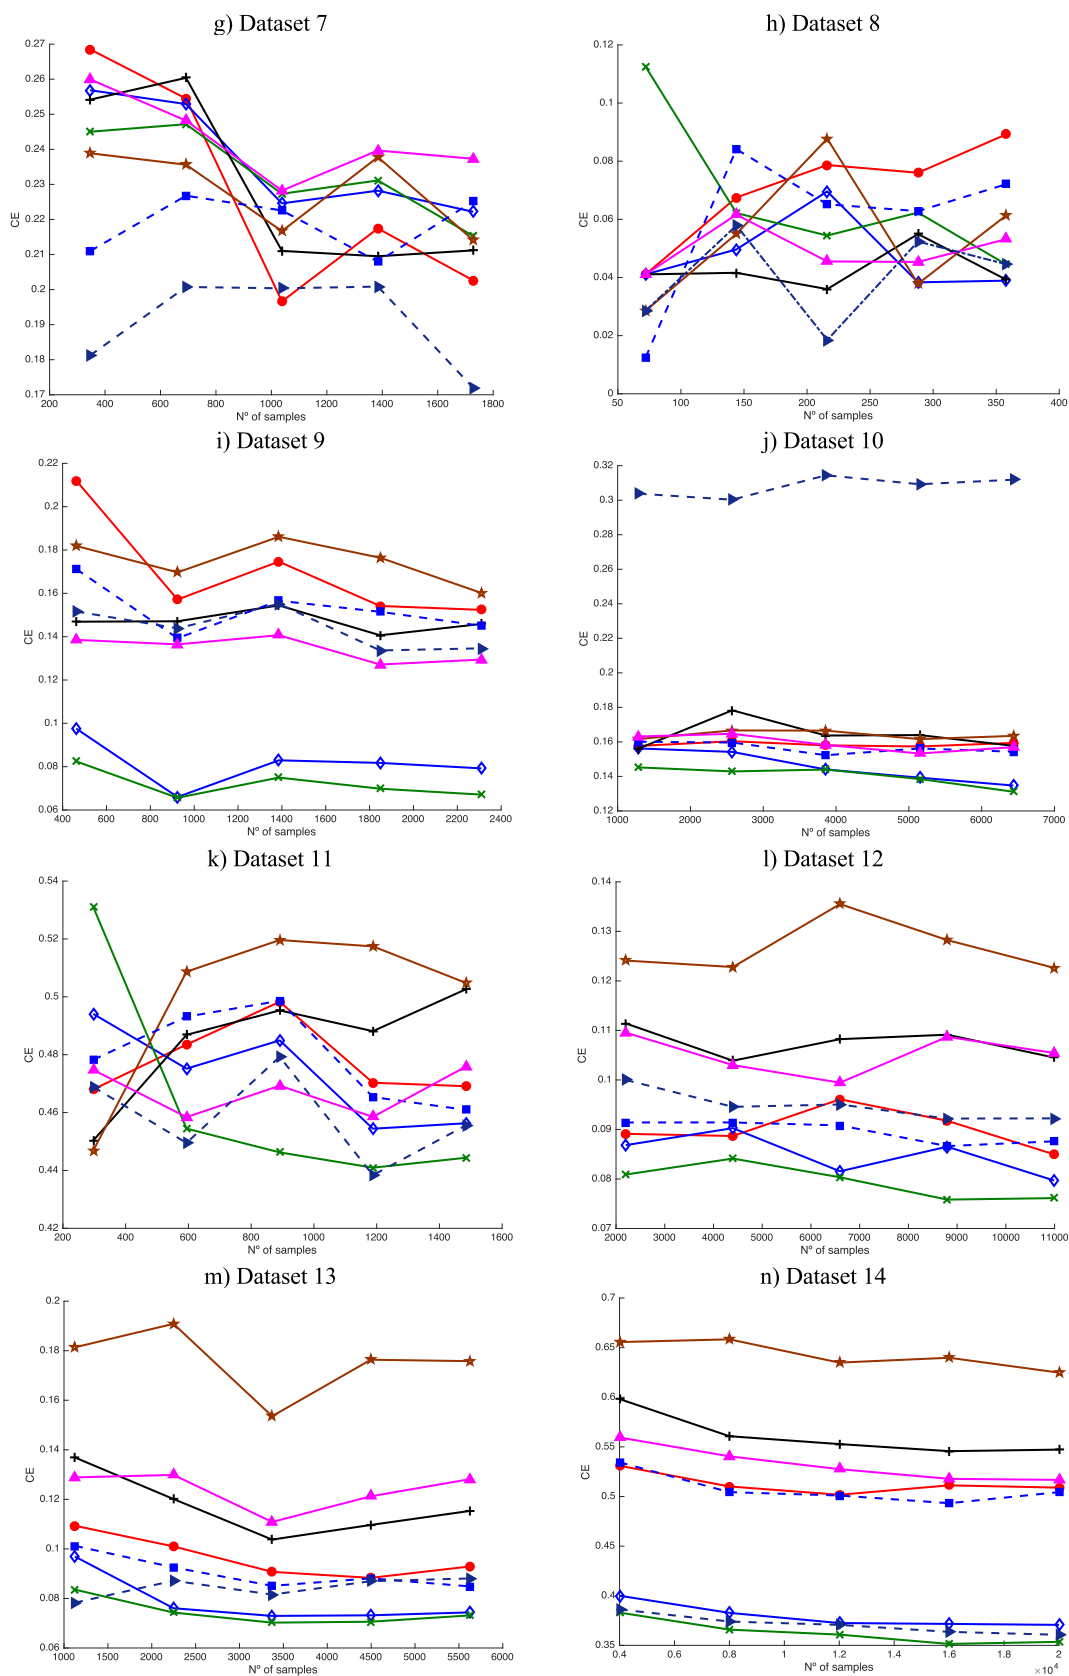 g) Dataset 7
0.27
0.26
0.25
0.24
0.23
0.22
0.21
0.2
0.19
0.18
0.17
CE
200 400 600 800 1000 1200 1400 1600 1800
Nº of samples
h) Dataset 8
0.12
0.1
0.08
0.06
0.04
0.02
0
CE
50 100 150 200 250 300 350 400
Nº of samples
i) Dataset 9
0.22
0.2
0.18
0.16
0.14
0.12
0.1
0.08
0.06
CE
400 600 800 1000 1200 1400 1600 1800 2000 2200 2400
Nº of samples
j) Dataset 10
0.32
0.3
0.28
0.26
0.24
0.22
0.2
0.18
0.16
0.14
0.12
CE
1000 2000 3000 4000 5000 6000 7000
Nº of samples
k) Dataset 11
0.54
0.52
0.5
0.48
0.46
0.44
0.42
CE
200 400 600 800 1000 1200 1400 1600
Nº of samples
l) Dataset 12
0.14
0.13
0.12
0.11
0.1
0.09
0.08
0.07
CE
2000 3000 4000 5000 6000 7000 8000 9000 10000 11000
Nº of samples
m) Dataset 13
0.2
0.18
0.16
0.14
0.12
0.1
0.08
0.06
CE
1000 1500 2000 2500 3000 3500 4000 4500 5000 5500 6000
Nº of samples
n) Dataset 14
0.7
0.65
0.6
0.55
0.5
0.45
0.4
0.35
CE
0.4 0.6 0.8 1 1.2 1.4 1.6 1.8 2
×10⁴
Nº of samples